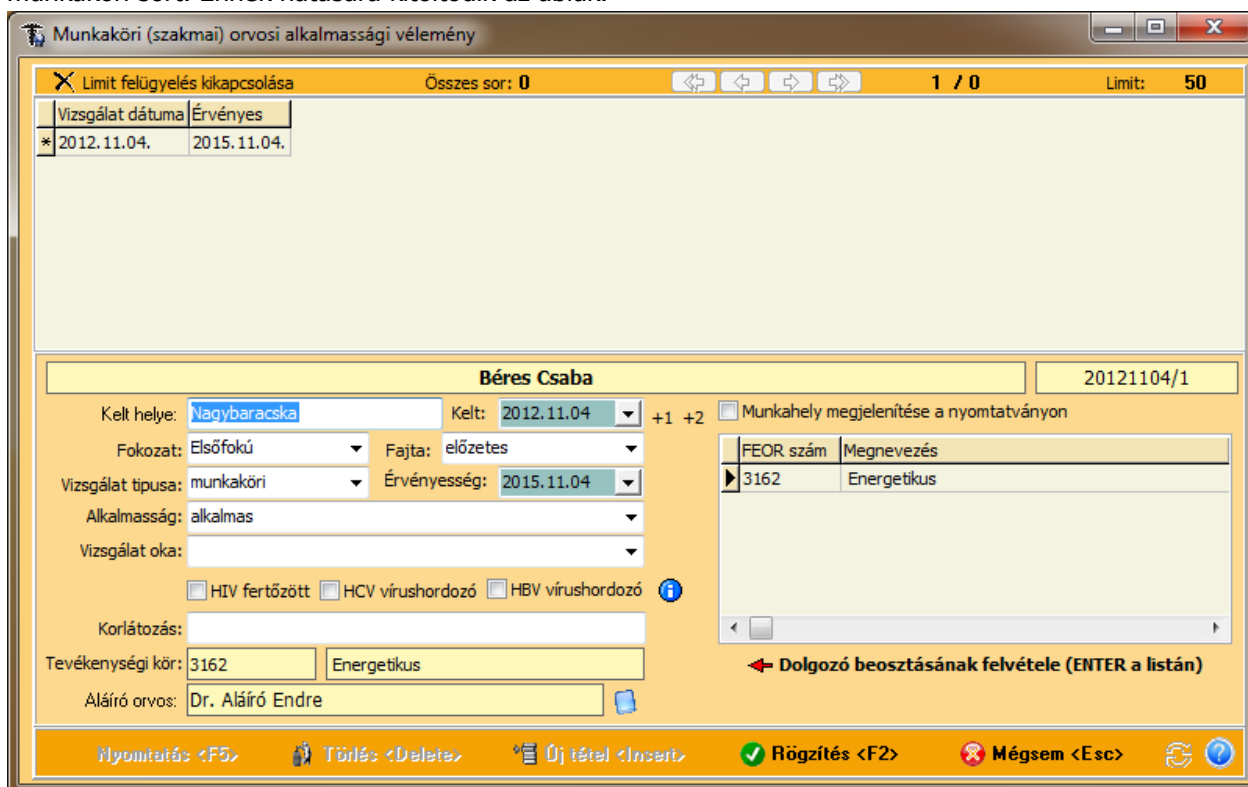 Munkaköri (szakmai) orvosi alkalmassági vélemény
Limit felügyelés kikapcsolása Összes sor: 0 1 / 0 Limit: 50
Vizsgálat dátuma Érvényes
* 2012.11.04. 2015.11.04.
Béres Csaba 20121104/1
Kelt helye: Nagybaracska Kelt: 2012.11.04 +1 +2 Munkahely megjelenítése a nyomtatványon
Fokozat: Elsőfokú Fajta: előzetes FEOR szám Megnevezés
Vizsgálat tipusa: munkaköri Érvényesség: 2015.11.04 3162 Energetikus
Alkalmasság: alkalmas
Vizsgálat oka:
HIV fertőzött HCV vírushordozó HBV vírushordozó
Korlátozás:
Tevékenységi kör: 3162 Energetikus Dolgozó beosztásának felvétele (ENTER a listán)
Aláíró orvos: Dr. Aláíró Endre
Nyomtatás <F5> Törlés <Delete> Új tétel <Insert> Rögzítés <F2> Mégsem <Esc>